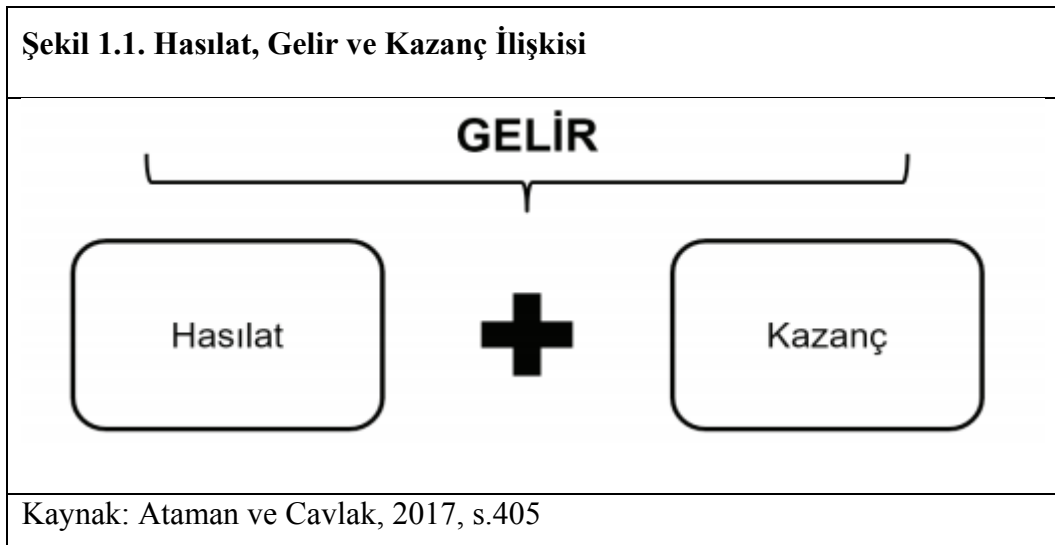 Şekil 1.1. Hasılat, Gelir ve Kazanç İlişkisi
GELİR
Hasılat
Kazanç
Kaynak: Ataman ve Cavlak, 2017, s.405